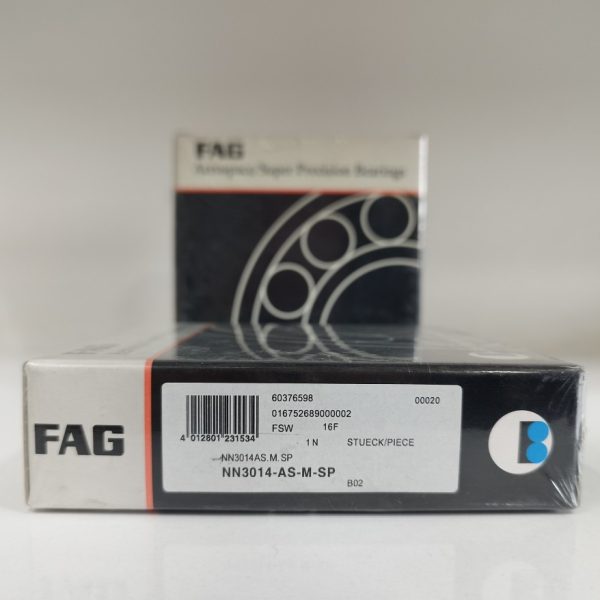 FAG
Aerospace/Super Precision Bearings
FAG
60376598
00020
016752689000002
FSW 16F
4 012801 231534
1 N STUECK/PIECE
NN3014AS.M.SP
NN3014-AS-M-SP
B02